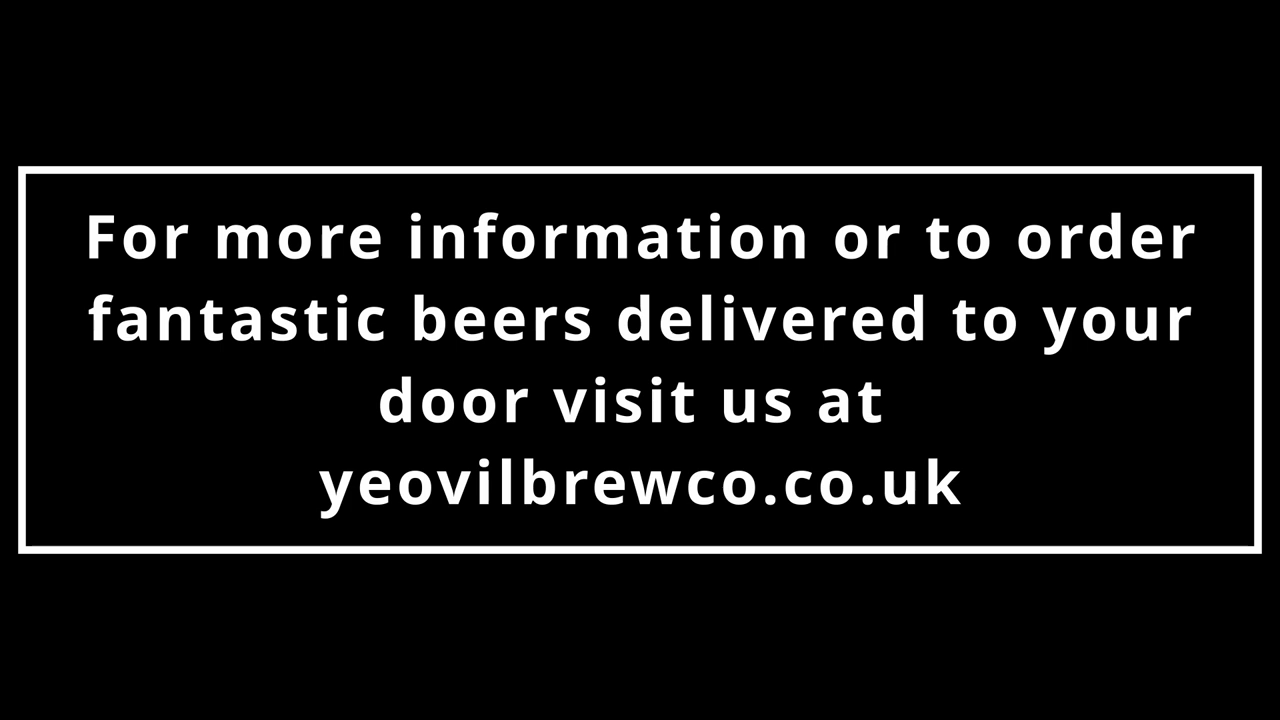 For more information or to order
fantastic beers delivered to your
door visit us at
yeovilbrewco.co.uk